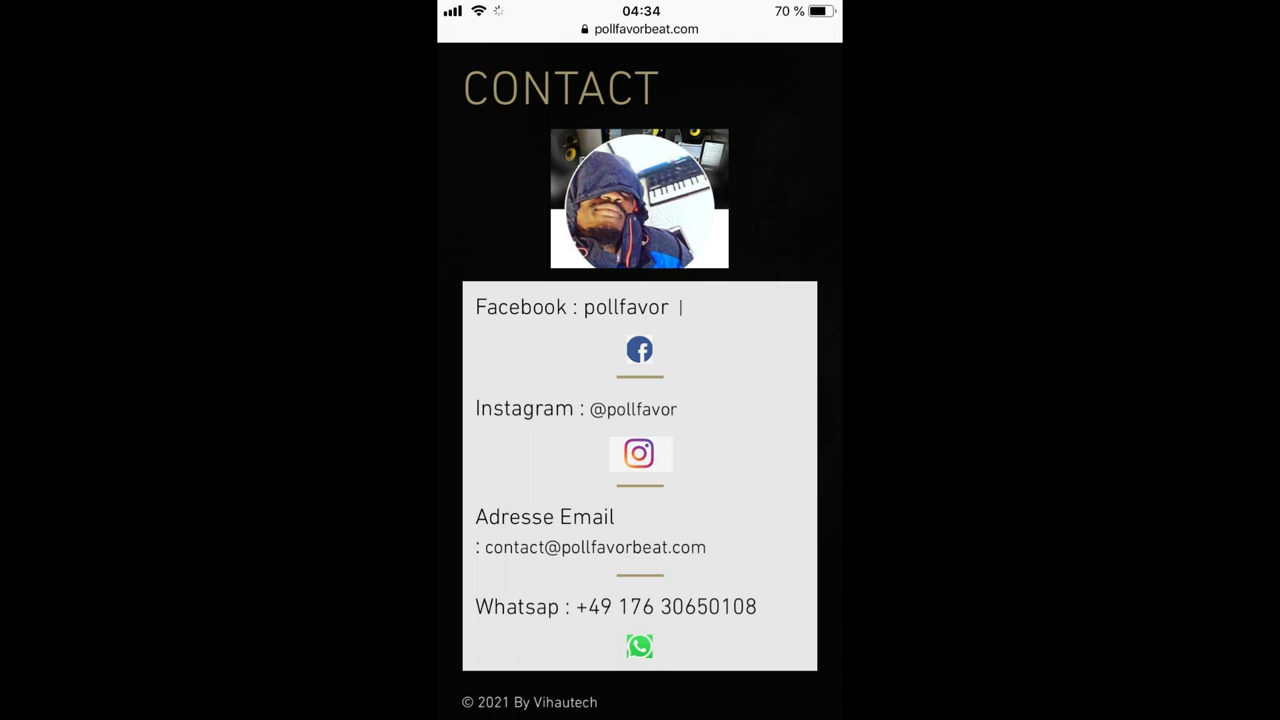 04:34
70 %
pollfavorbeat.com
CONTACT
Facebook : pollfavor |
Instagram : @pollfavor
Adresse Email
: contact@pollfavorbeat.com
Whatsap : +49 176 30650108
© 2021 By Vihautech